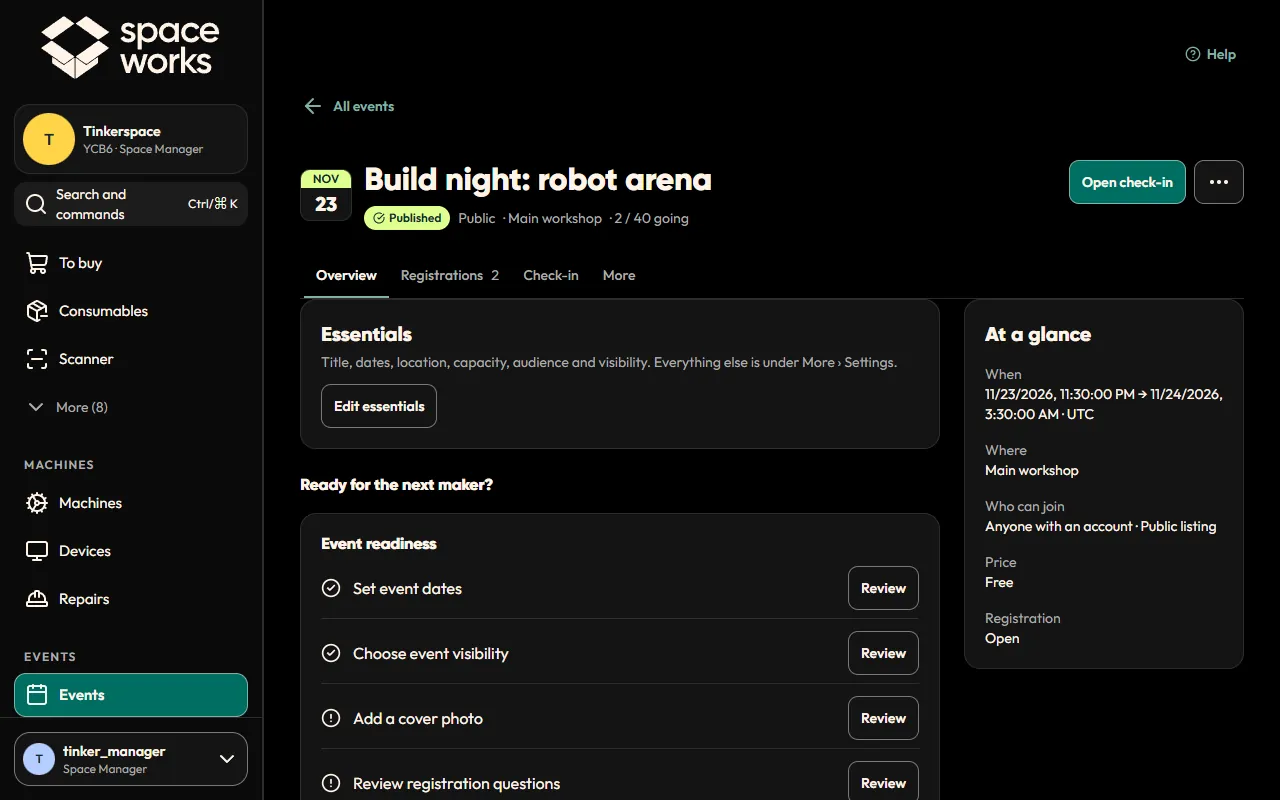 space
works
T
Tinkerspace
YCB6 · Space Manager
Search and
commands
Ctrl/⌘ K
To buy
Consumables
Scanner
More (8)
MACHINES
Machines
Devices
Repairs
EVENTS
Events
T
tinker_manager
Space Manager
Help
All events
NOV
23
Build night: robot arena
Published
Public · Main workshop · 2 / 40 going
Open check-in
Overview
Registrations 2
Check-in
More
Essentials
Title, dates, location, capacity, audience and visibility. Everything else is under More › Settings.
Edit essentials
Ready for the next maker?
Event readiness
Set event dates
Review
Choose event visibility
Review
Add a cover photo
Review
Review registration questions
Review
At a glance
When
11/23/2026, 11:30:00 PM → 11/24/2026,
3:30:00 AM · UTC
Where
Main workshop
Who can join
Anyone with an account · Public listing
Price
Free
Registration
Open